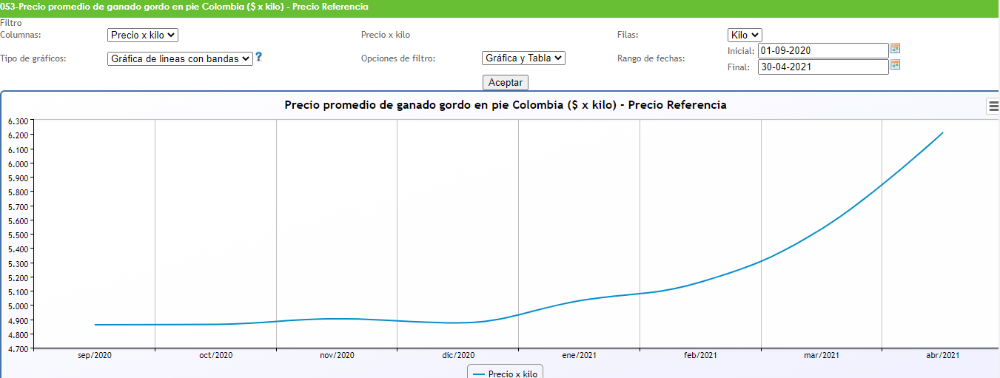 053-Precio promedio de ganado gordo en pie Colombia ($ x kilo) - Precio Referencia
Filtro
Columnas: Precio x kilo Precio x kilo Filas: Kilo
Tipo de gráficos: Gráfica de lineas con bandas ? Opciones de filtro: Gráfica y Tabla Rango de fechas: Inicial: 01-09-2020
Final: 30-04-2021
Aceptar
Precio promedio de ganado gordo en pie Colombia ($ x kilo) - Precio Referencia
6.300
6.200
6.100
6.000
5.900
5.800
5.700
5.600
5.500
5.400
5.300
5.200
5.100
5.000
4.900
4.800
4.700
sep/2020 oct/2020 nov/2020 dic/2020 ene/2021 feb/2021 mar/2021 abr/2021
Precio x kilo